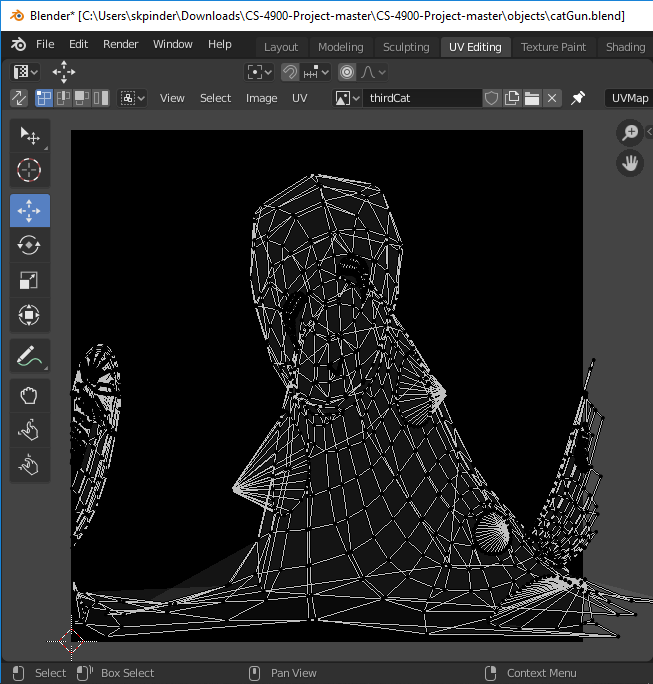 Blender* [C:\Users\skpinder\Downloads\CS-4900-Project-master\CS-4900-Project-master\objects\catGun.blend]
File Edit Render Window Help Layout Modeling Sculpting UV Editing Texture Paint Shading
View Select Image UV thirdCat UVMap
Select Box Select Pan View Context Menu